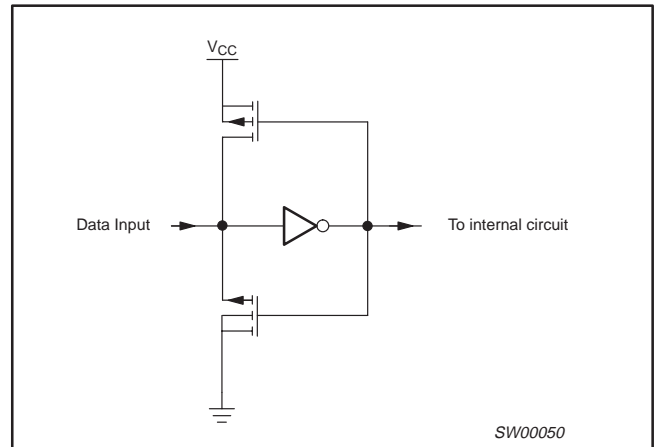 VCC
Data Input
To internal circuit
SW00050